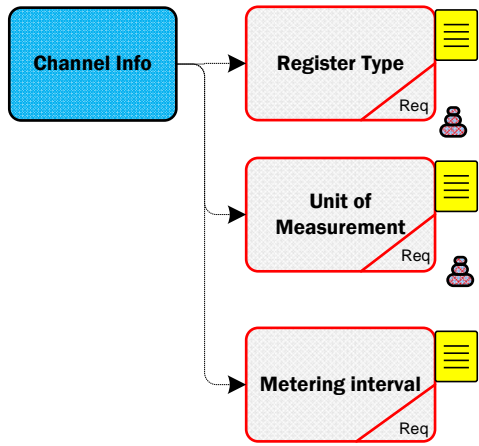 Channel Info
Register Type
Req
Unit of
Measurement
Req
Metering interval
Req